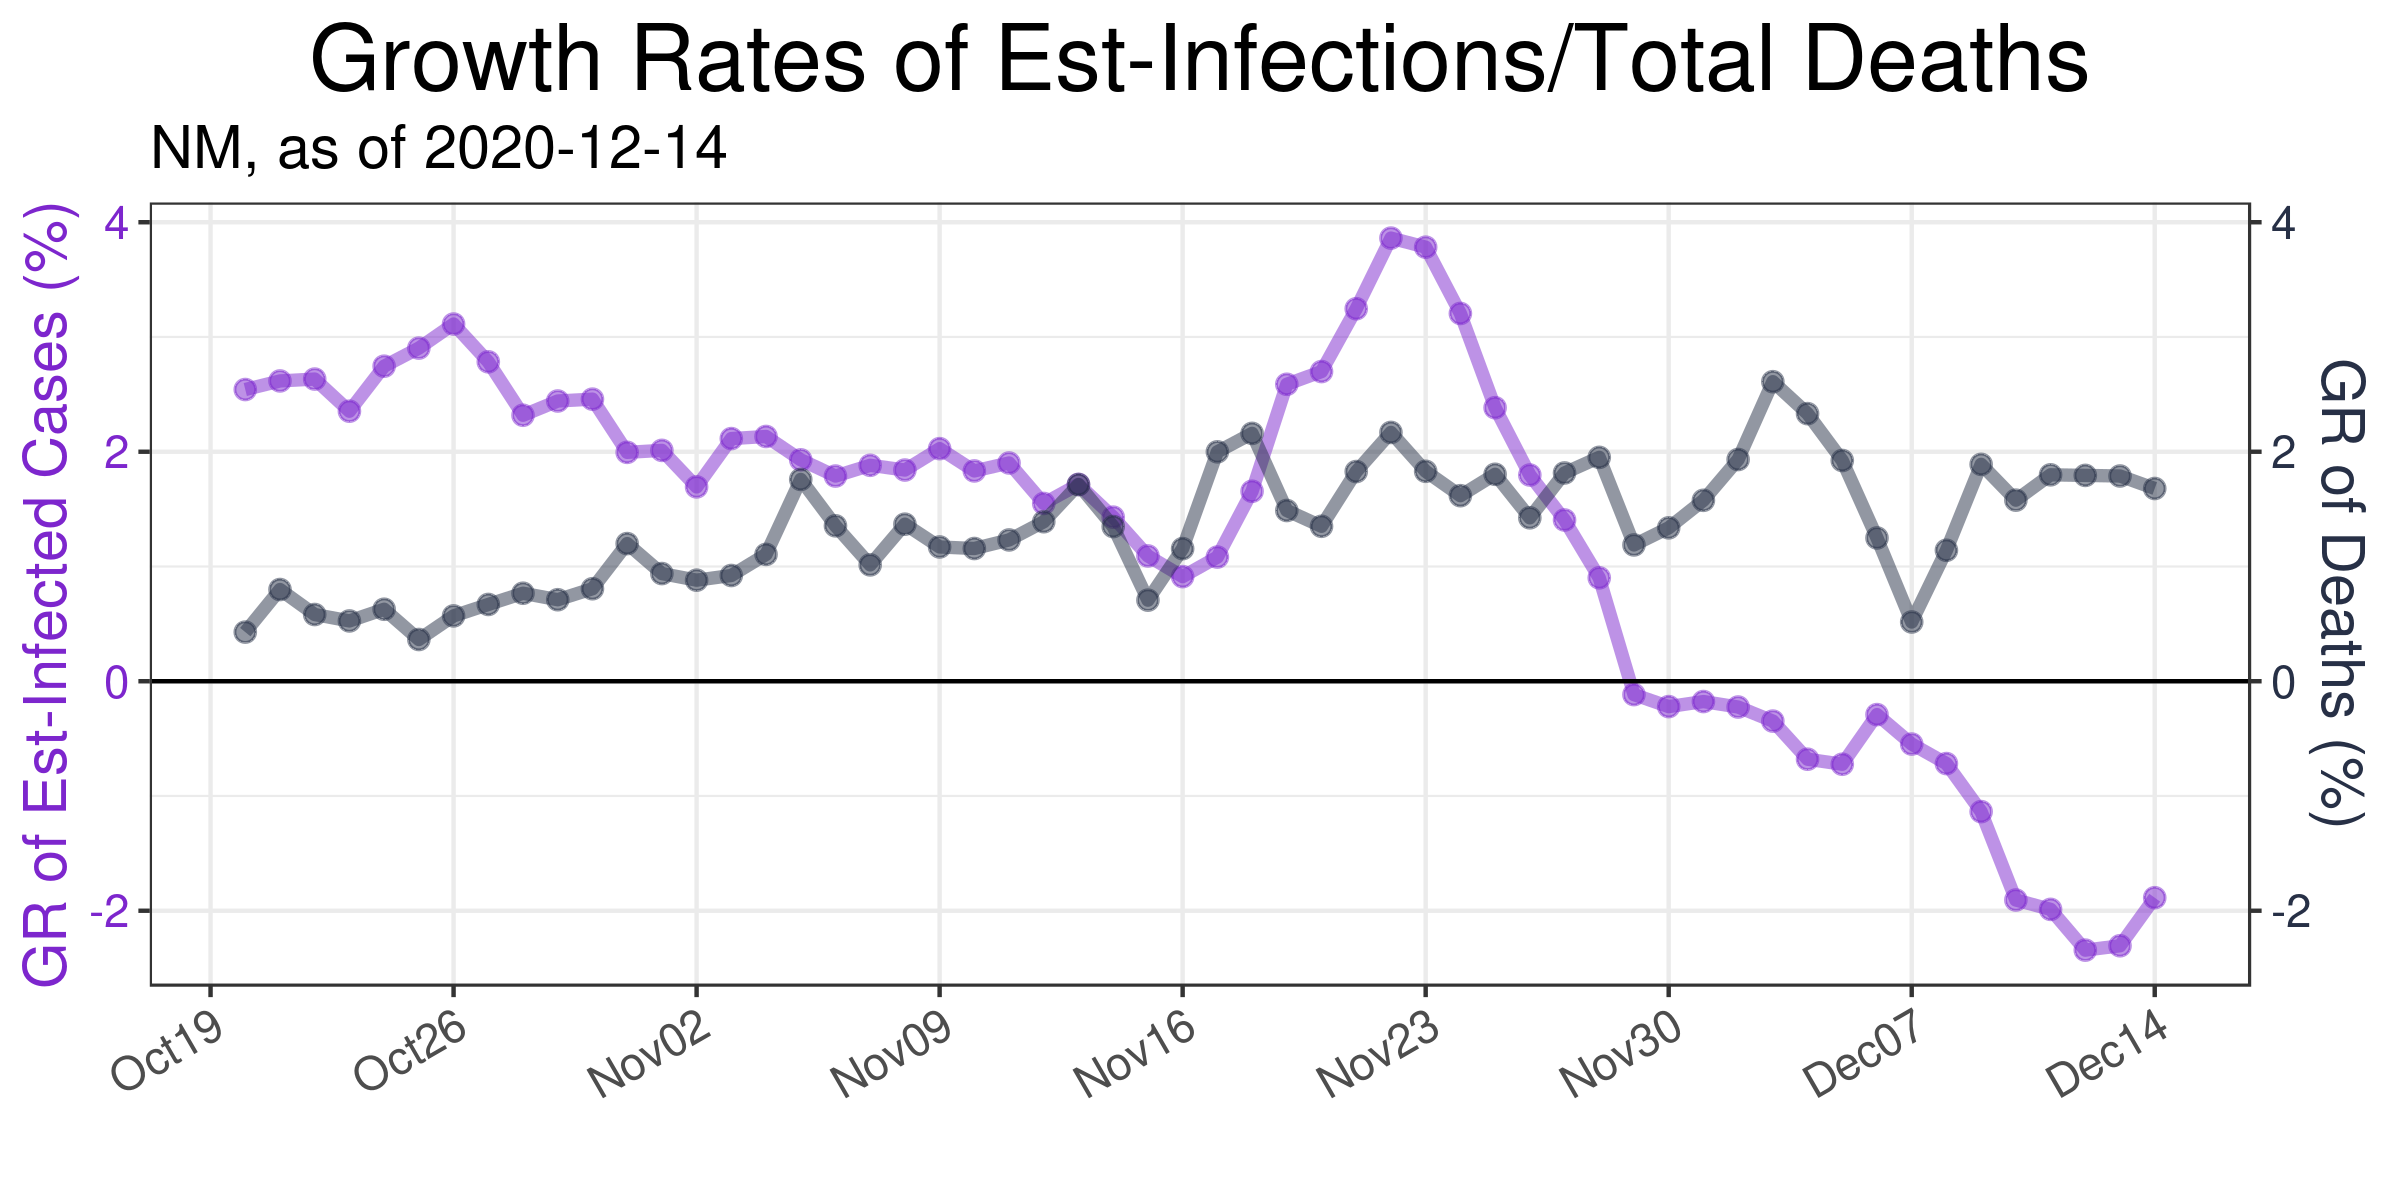 Growth Rates of Est-Infections/Total Deaths
NM, as of 2020-12-14
GR of Est-Infected Cases (%)
4
2
0
-2
4
2
0
-2
GR of Deaths (%)
Oct19
Oct26
Nov02
Nov09
Nov16
Nov23
Nov30
Dec07
Dec14